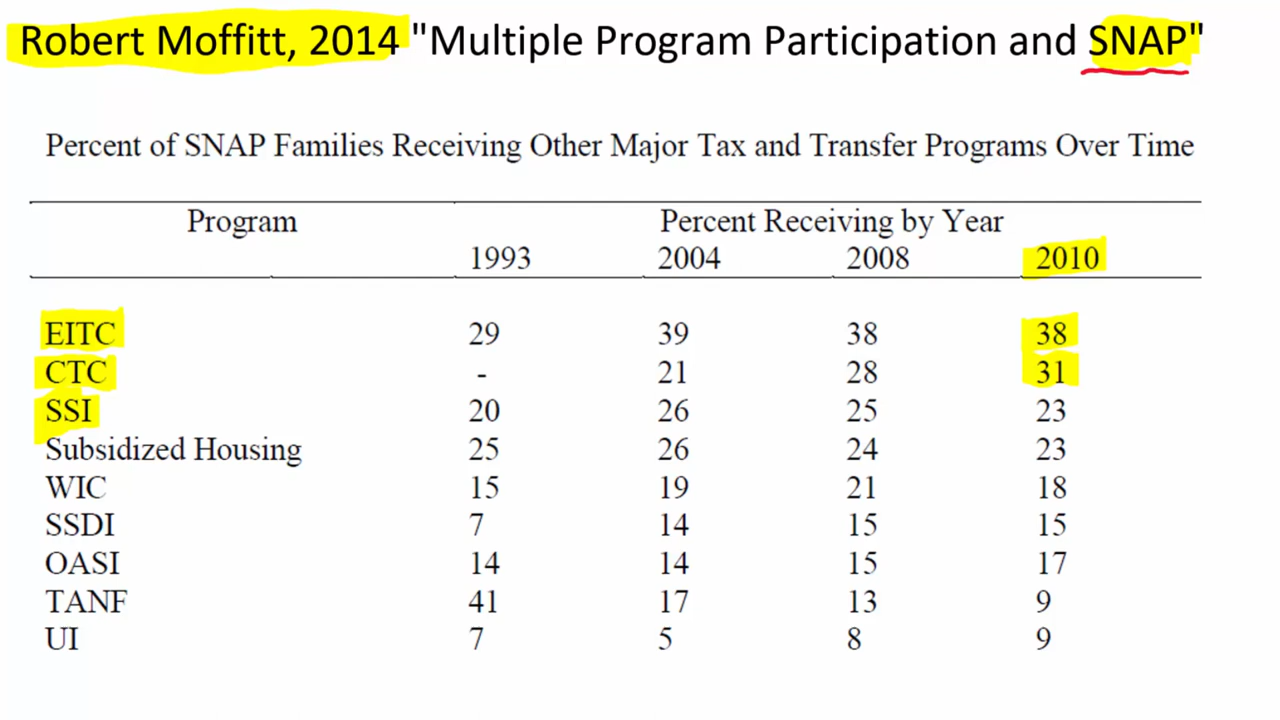 Robert Moffitt, 2014 "Multiple Program Participation and SNAP"
Percent of SNAP Families Receiving Other Major Tax and Transfer Programs Over Time
Program Percent Receiving by Year
1993 2004 2008 2010
EITC 29 39 38 38
CTC - 21 28 31
SSI 20 26 25 23
Subsidized Housing 25 26 24 23
WIC 15 19 21 18
SSDI 7 14 15 15
OASI 14 14 15 17
TANF 41 17 13 9
UI 7 5 8 9